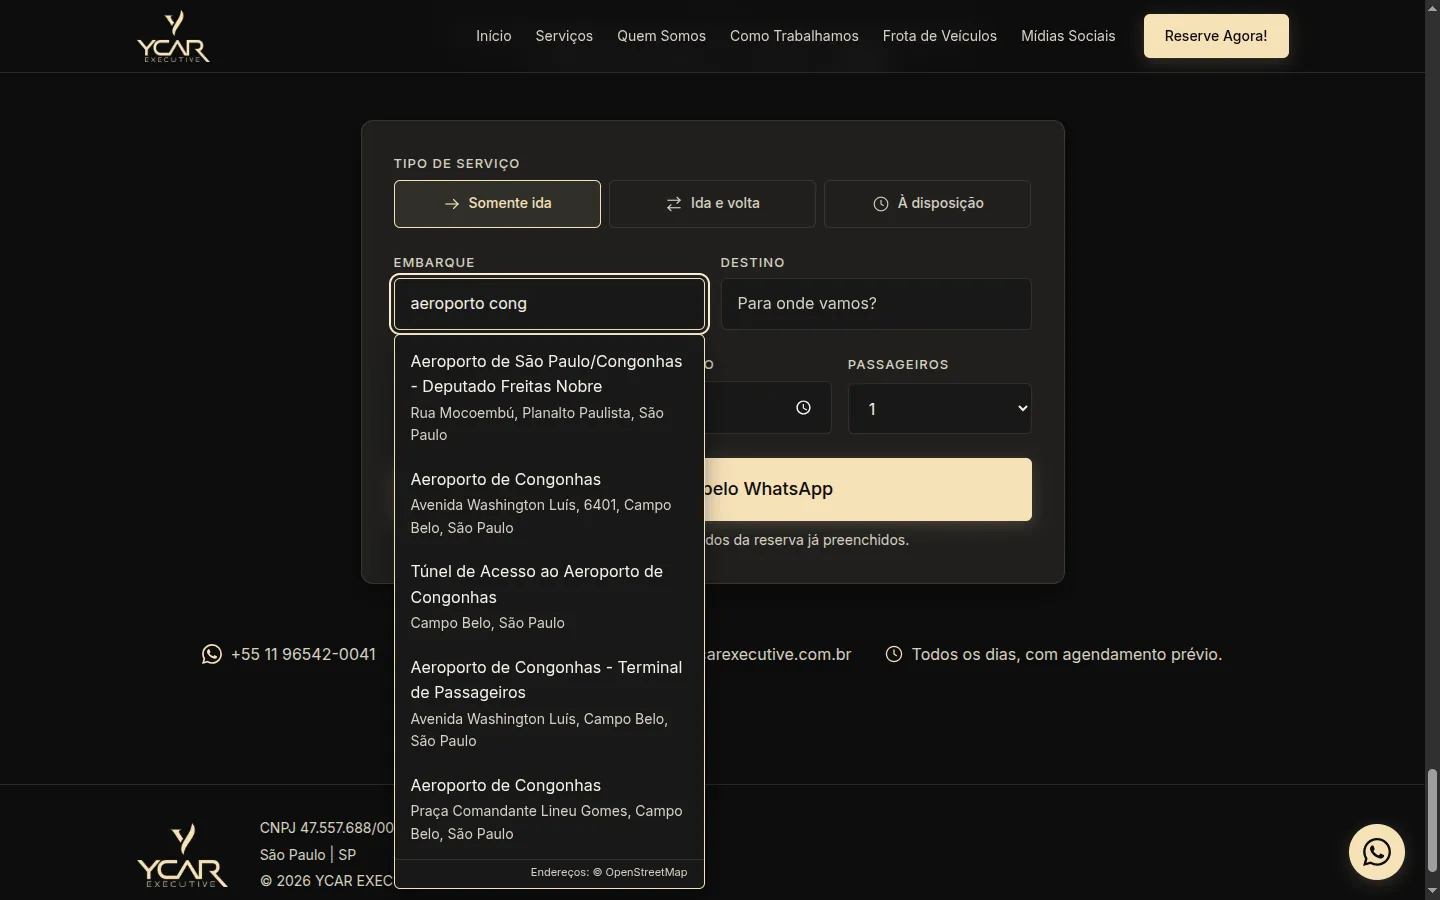 YCAR
EXECUTIVE
Início
Serviços
Quem Somos
Como Trabalhamos
Frota de Veículos
Mídias Sociais
Reserve Agora!
TIPO DE SERVIÇO
Somente ida
Ida e volta
À disposição
EMBARQUE
DESTINO
aeroporto cong
Para onde vamos?
Aeroporto de São Paulo/Congonhas
- Deputado Freitas Nobre
Rua Mocoembú, Planalto Paulista, São
Paulo
Aeroporto de Congonhas
Avenida Washington Luís, 6401, Campo
Belo, São Paulo
Túnel de Acesso ao Aeroporto de
Congonhas
Campo Belo, São Paulo
Aeroporto de Congonhas - Terminal
de Passageiros
Avenida Washington Luís, Campo Belo,
São Paulo
Aeroporto de Congonhas
Praça Comandante Lineu Gomes, Campo
Belo, São Paulo
Endereços: © OpenStreetMap
PASSAGEIROS
1
WhatsApp
da reserva já preenchidos.
+55 11 96542-0041
carexecutive.com.br
Todos os dias, com agendamento prévio.
YCAR
EXECUTIVE
CNPJ 47.557.688/00
São Paulo | SP
© 2026 YCAR EXEC